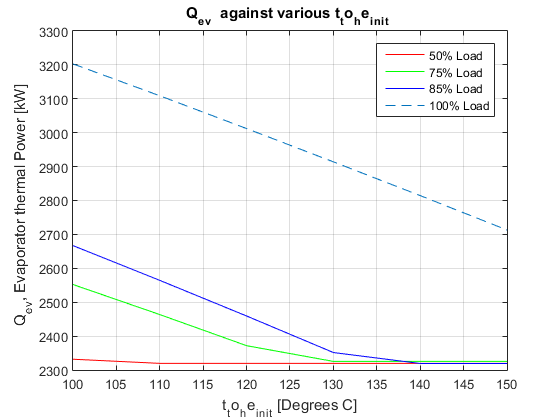 Q_ev against various t_to_he_init
3300
3200
3100
3000
2900
2800
2700
2600
2500
2400
2300
Q_ev, Evaporator thermal Power [kW]
50% Load
75% Load
85% Load
100% Load
100 105 110 115 120 125 130 135 140 145 150
t_to_he_init [Degrees C]